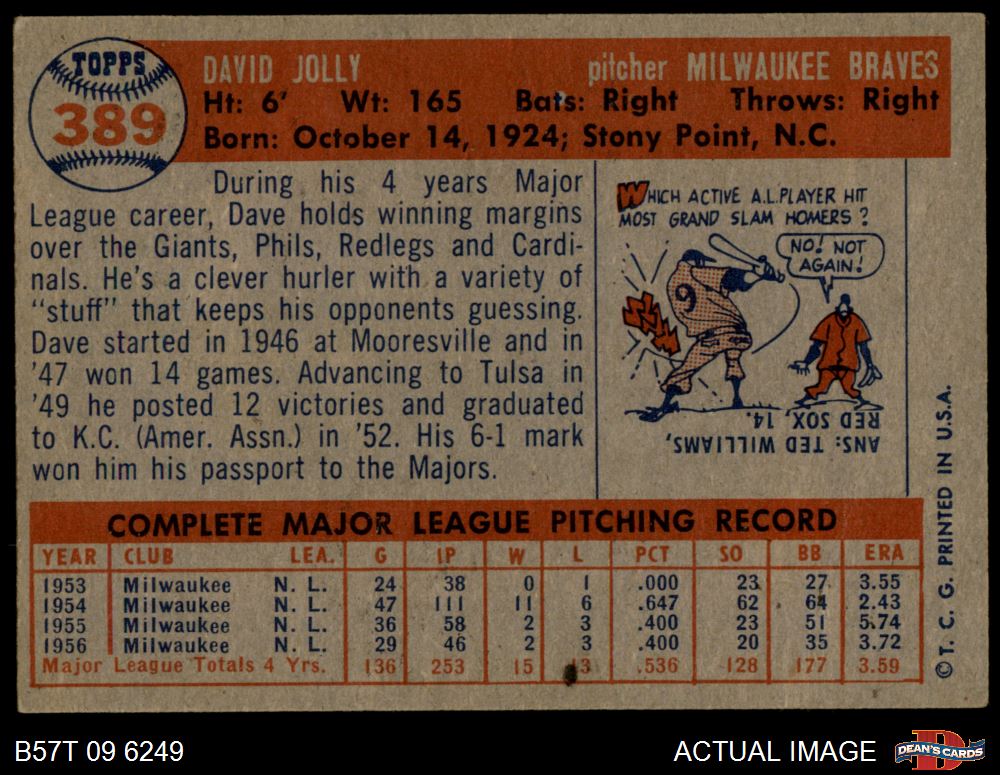 TOPPS
389
DAVID JOLLY pitcher MILWAUKEE BRAVES
Ht: 6' Wt: 165 Bats: Right Throws: Right
Born: October 14, 1924; Stony Point, N.C.
During his 4 years Major
League career, Dave holds winning margins
over the Giants, Phils, Redlegs and Cardi-
nals. He's a clever hurler with a variety of
"stuff" that keeps his opponents guessing.
Dave started in 1946 at Mooresville and in
'47 won 14 games. Advancing to Tulsa in
'49 he posted 12 victories and graduated
to K.C. (Amer. Assn.) in '52. His 6-1 mark
won him his passport to the Majors.
WHICH ACTIVE A.L. PLAYER HIT
MOST GRAND SLAM HOMERS?
NO! NOT
AGAIN!
9
ANS: TED WILLIAMS,
RED SOX, 14.
COMPLETE MAJOR LEAGUE PITCHING RECORD
YEAR CLUB LEA. G IP W L PCT SO BB ERA
1953 Milwaukee N. L. 24 38 0 1 .000 23 27 3.55
1954 Milwaukee N. L. 47 111 11 6 .647 62 64 2.43
1955 Milwaukee N. L. 36 58 2 3 .400 23 51 5.74
1956 Milwaukee N. L. 29 46 2 3 .400 20 35 3.72
Major League Totals 4 Yrs. 136 253 15 13 .536 128 177 3.59
© T. C. G. PRINTED IN U.S.A.
B57T 09 6249
ACTUAL IMAGE
D
DEAN'S CARDS